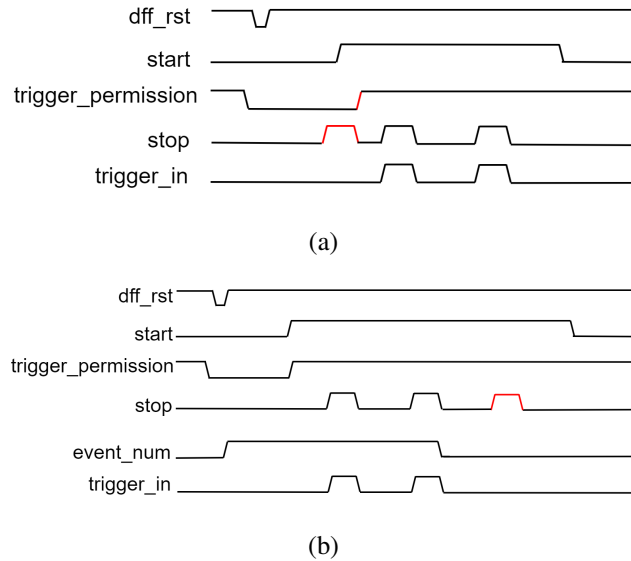 dff_rst
start
trigger_permission
stop
trigger_in
(a)
dff_rst
start
trigger_permission
stop
event_num
trigger_in
(b)